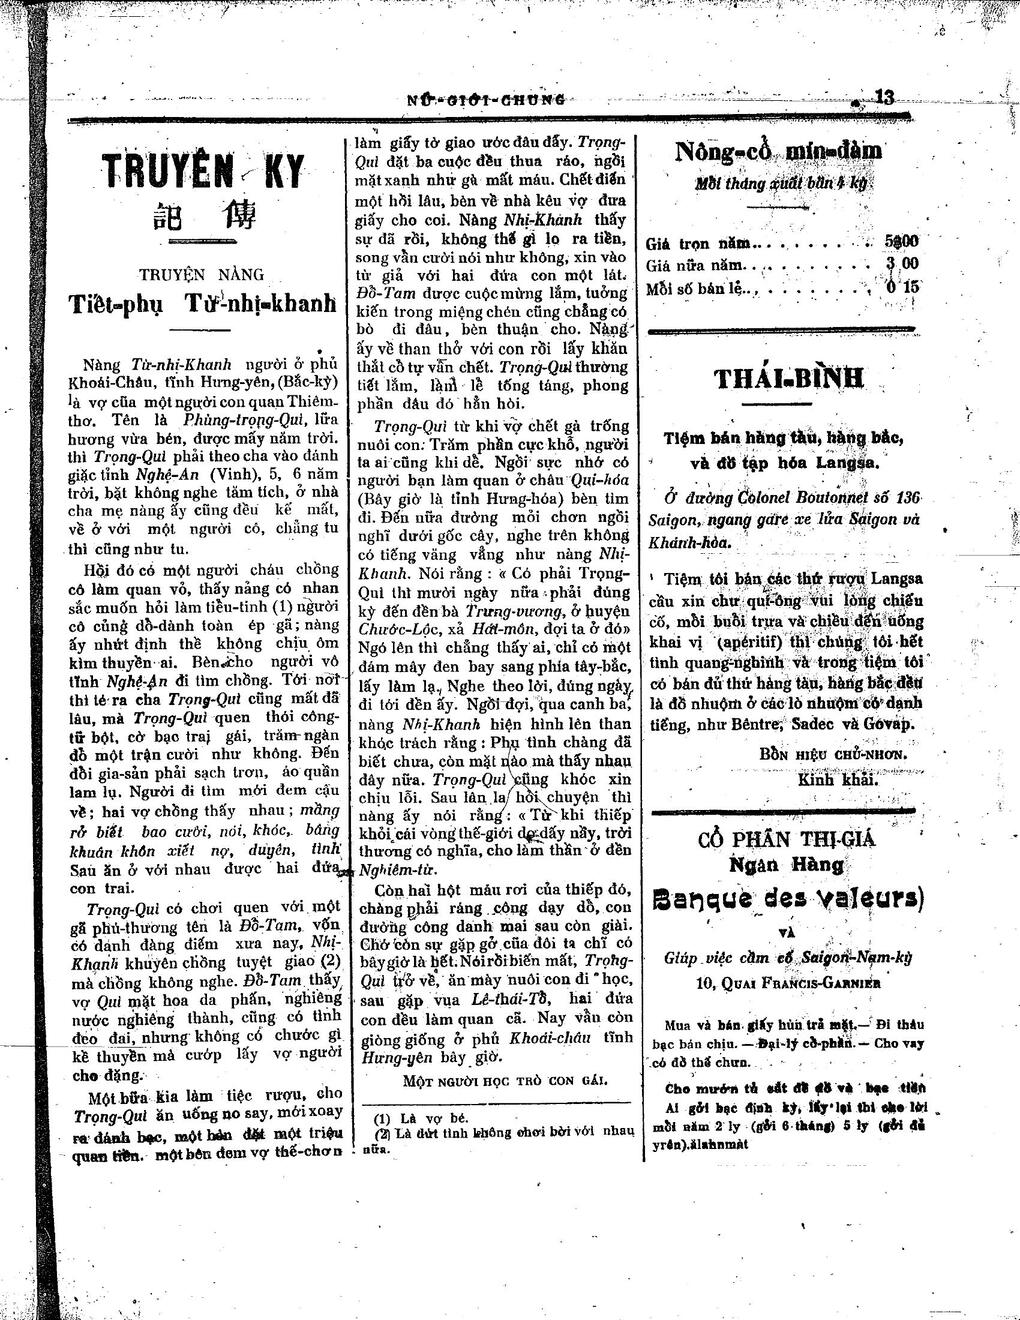 NỮ-GIỚI-CHUNG
13
TRUYỆN KY
記 傳
TRUYỆN NÀNG
Tiết-phụ Từ-nhị-khanh
Nàng Từ-nhị-Khanh người ở phủ
Khoái-Châu, tỉnh Hưng-yên, (Bắc-kỳ)
là vợ của một người con quan Thiêm-
thơ. Tên là Phùng-trọng-Qui, lửa
hương vừa bén, được mấy năm trời.
thì Trọng-Qui phải theo cha vào đánh
giặc tỉnh Nghệ-An (Vinh), 5, 6 năm
trời, bặt không nghe tăm tích, ở nhà
cha mẹ nàng ấy cũng đều kế mất,
về ở với một người cô, chẳng tu
thì cũng như tu.
Hồi đó có một người cháu chồng
cô làm quan võ, thấy nàng có nhan
sắc muốn hỏi làm tiểu-tinh (1) người
cô cũng dỗ-dành toan ép gã; nàng
ấy nhứt định thề không chịu ôm
kim thuyền ai. Bèn cho người vô
tỉnh Nghệ-An đi tìm chồng. Tới nơi
thì té ra cha Trọng-Qui cũng mất đã
lâu, mà Trọng-Qui quen thói công-
tử bột, cờ bạc trai gái, trăm-ngàn
đổ một trận cười như không. Đến
đỗi gia-sản phải sạch trơn, áo quần
lam lụ. Người đi tìm mới đem cậu
về; hai vợ chồng thấy nhau; mầng
rở biết bao cười, nói, khóc, bâng
khuân khôn xiết nợ, duyên, tình
Sau ăn ở với nhau được hai đứa
con trai.
Trọng-Qui có chơi quen với một
gã phú-thương tên là Đồ-Tam, vốn
có đành đàng điếm xưa nay, Nhị-
Khanh khuyên chồng tuyệt giao (2)
mà chồng không nghe. Đồ-Tam thấy
vợ Qui mặt hoa da phấn, nghiêng
nước nghiêng thành, cũng có tình
đèo đai, nhưng không có chước gì
kề thuyền mà cướp lấy vợ người
cho đặng.
Một bữa kia làm tiệc rượu, cho
Trọng-Qui ăn uống no say, mới xoay
ra đánh bạc, một bên đặt một triệu
quan tiền. một bên đem vợ thế-chơn
làm giấy tờ giao ước đâu đấy. Trọng-
Qui đặt ba cuộc đều thua ráo, ngồi
mặt xanh như gà mất máu. Chết điến
một hồi lâu, bèn về nhà kêu vợ đưa
giấy cho coi. Nàng Nhị-Khanh thấy
sự đã rồi, không thế gì lo ra tiền,
song vẫn cười nói như không, xin vào
từ giả với hai đứa con một lát.
Đồ-Tam được cuộc mừng lắm, tuởng
kiến trong miệng chén cũng chẳng có
bò đi đâu, bèn thuận cho. Nàng
ấy về than thở với con rồi lấy khăn
thắt cổ tự vẫn chết. Trọng-Qui thường
tiết lắm, làm lễ tống táng, phong
phần đâu đó hẳn hòi.
Trọng-Qui từ khi vợ chết gà trống
nuôi con. Trăm phần cực khổ, người
ta ai cũng khi dể. Ngồi sực nhớ có
người bạn làm quan ở châu Qui-hóa
(Bây giờ là tỉnh Hưng-hóa) bèn tìm
đi. Đến nữa đường mỏi chơn ngồi
nghĩ dưới gốc cây, nghe trên không
có tiếng văng vẳng như nàng Nhị-
Khanh. Nói rằng : « Có phải Trọng-
Qui thì mười ngày nữa phải đúng
kỳ đến đền bà Trưng-vương, ở huyện
Chước-Lộc, xả Hát-môn, đợi ta ở đó»
Ngó lên thì chẳng thấy ai, chỉ có một
đám mây đen bay sang phía tây-bắc,
lấy làm lạ, Nghe theo lời, đúng ngày
đi tới đền ấy. Ngồi đợi, qua canh ba,
nàng Nhị-Khanh hiện hình lên than
khóc trách rằng : Phụ tình chàng đã
biết chưa, còn mặt nào mà thấy nhau
đây nữa. Trọng-Qui cũng khóc xin
chịu lỗi. Sau lân la hỏi chuyện thì
nàng ấy nói rằng : « Từ khi thiếp
khỏi cái vòng thế-giới dơ dấy nầy, trời
thương có nghĩa, cho làm thần ở đền
Nghiêm-từ.
Còn hai hột máu rơi của thiếp đó,
chàng phải ráng công dạy dỗ, con
đường công danh mai sau còn giài.
Chớ còn sự gặp gở của đôi ta chĩ có
bây giờ là hết. Nói rồi biến mất, Trọng-
Qui trở về, ăn mày nuôi con đi học,
sau gặp vua Lê-thái-Tổ, hai đứa
con đều làm quan cã. Nay vẫn còn
giòng giống ở phủ Khoái-châu tỉnh
Hưng-yên bây giờ.
MỘT NGƯỜI HỌC TRÒ CON GÁI.
(1) Là vợ bé.
(2) Là dứt tình không chơi bời với nhau
nữa.
Nông-cổ mín-đàm
Mỗi tháng xuất bản 4 kỳ
Giá trọn năm.. . . . . . . . 5$00
Giá nữa năm. . . . . . . . . . 3 00
Mỗi số bán lẻ.. . . . . . . . . 0 15
THÁI-BÌNH
Tiệm bán hàng tàu, hàng bắc,
và đồ tạp hóa Langsa.
Ở đường Colonel Boutonnet số 136
Saigon, ngang gare xe lửa Saigon và
Khánh-hòa.
Tiệm tôi bán các thứ rượu Langsa
cầu xin chư quí-ông vui lòng chiếu
cố, mỗi buổi trưa và chiều đến uống
khai vị (apéritif) thì chúng tôi hết
tình quang-nghinh và trong tiệm tôi
có bán đủ thứ hàng tàu, hàng bắc đều
là đồ nhuộm ở các lò nhuộm có danh
tiếng, như Bêntre, Sadec và Gòvap.
BỔN HIỆU CHỦ-NHƠN.
Kính khải.
CỔ PHẦN THỊ-GIÁ
Ngân Hàng
Banque des valeurs)
VÀ
Giúp việc cầm cố Saigon-Nam-kỳ
10, QUAI FRANCIS-GARNIER
Mua và bán giấy hùn trả mặt.— Đi thâu
bạc bán chịu. — Đại-lý cổ-phần. — Cho vay
có đồ thế chưn.
Cho mướn tủ sắt để đồ và bạc tiền
Ai gởi bạc định kỳ, lấy lại thì cho lời
mỗi năm 2 ly (gởi 6 tháng) 5 ly (gởi đủ